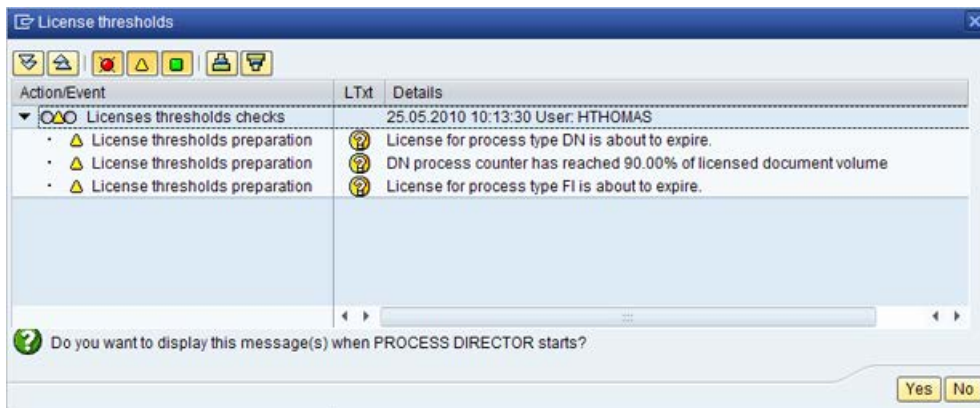 License thresholds
Action/Event LTxt Details
Licenses thresholds checks 25.05.2010 10:13:30 User: HTHOMAS
License thresholds preparation License for process type DN is about to expire.
License thresholds preparation DN process counter has reached 90.00% of licensed document volume
License thresholds preparation License for process type FI is about to expire.
Do you want to display this message(s) when PROCESS DIRECTOR starts?
Yes No